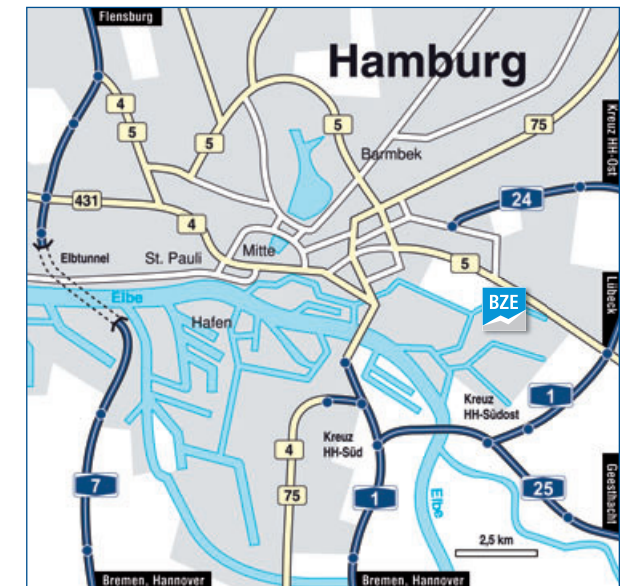 Flensburg
Hamburg
4
5
5
5
75
Barmbek
Kreuz HH-Ost
431
24
4
Mitte
St. Pauli
Elbtunnel
5
Elbe
BZE
Lübeck
Hafen
Kreuz
HH-Südost
1
Kreuz
HH-Süd
4
75
7
1
25
Geesthacht
Elbe
2,5 km
Bremen, Hannover
Bremen, Hannover